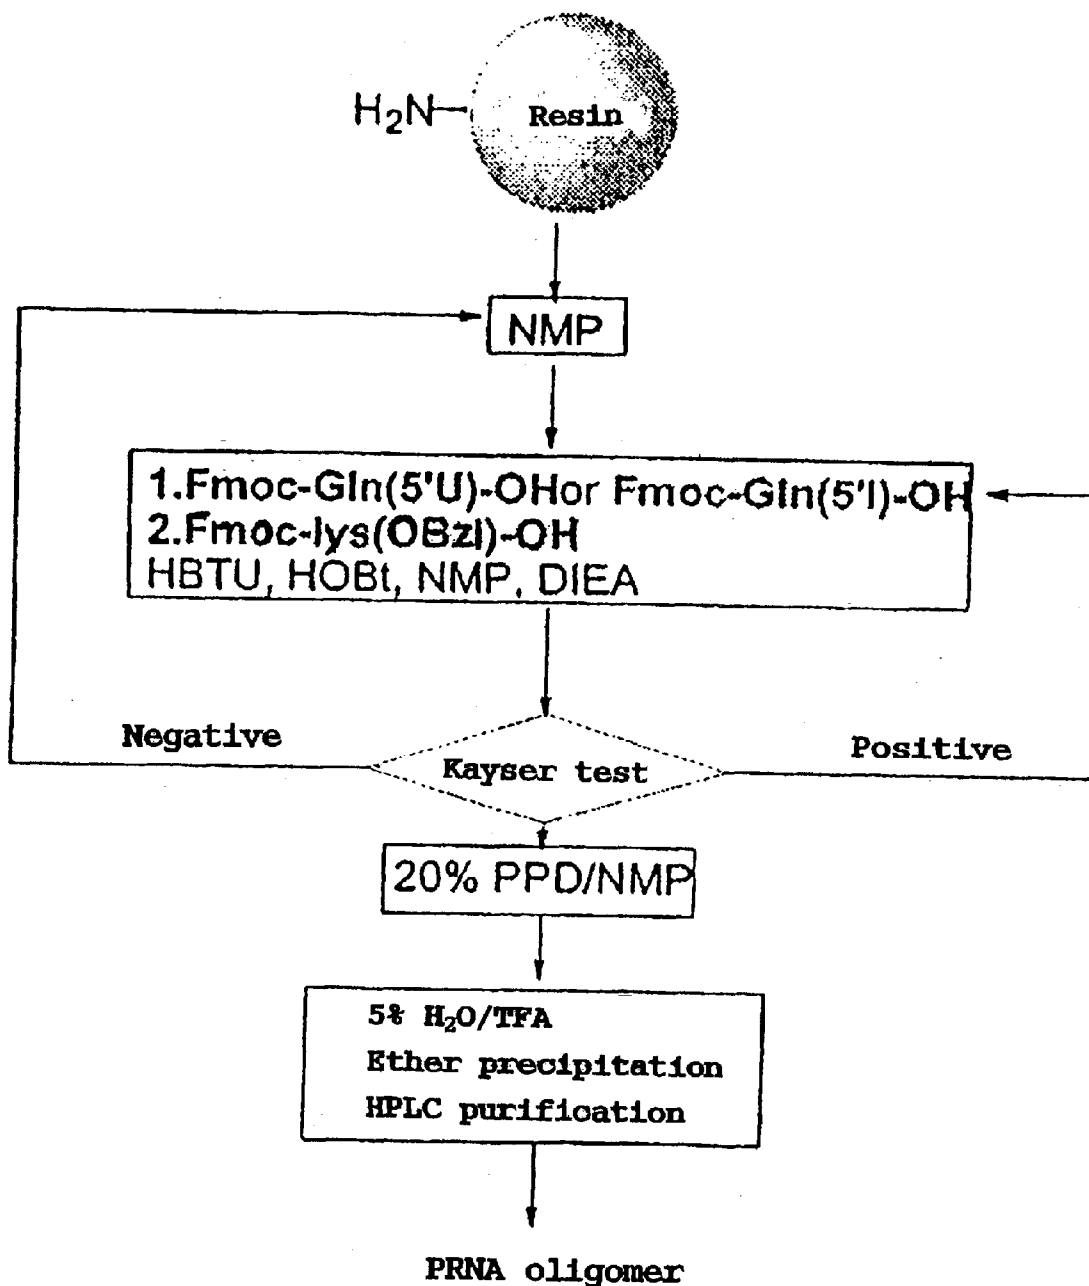 H₂N
Resin
NMP
1.Fmoc-Gln(5'U)-OHor Fmoc-Gln(5'I)-OH
2.Fmoc-lys(OBzl)-OH
HBTU, HOBt, NMP, DIEA
Negative
Kayser test
Positive
20% PPD/NMP
5% H₂O/TFA
Ether precipitation
HPLC purification
PRNA oligomer